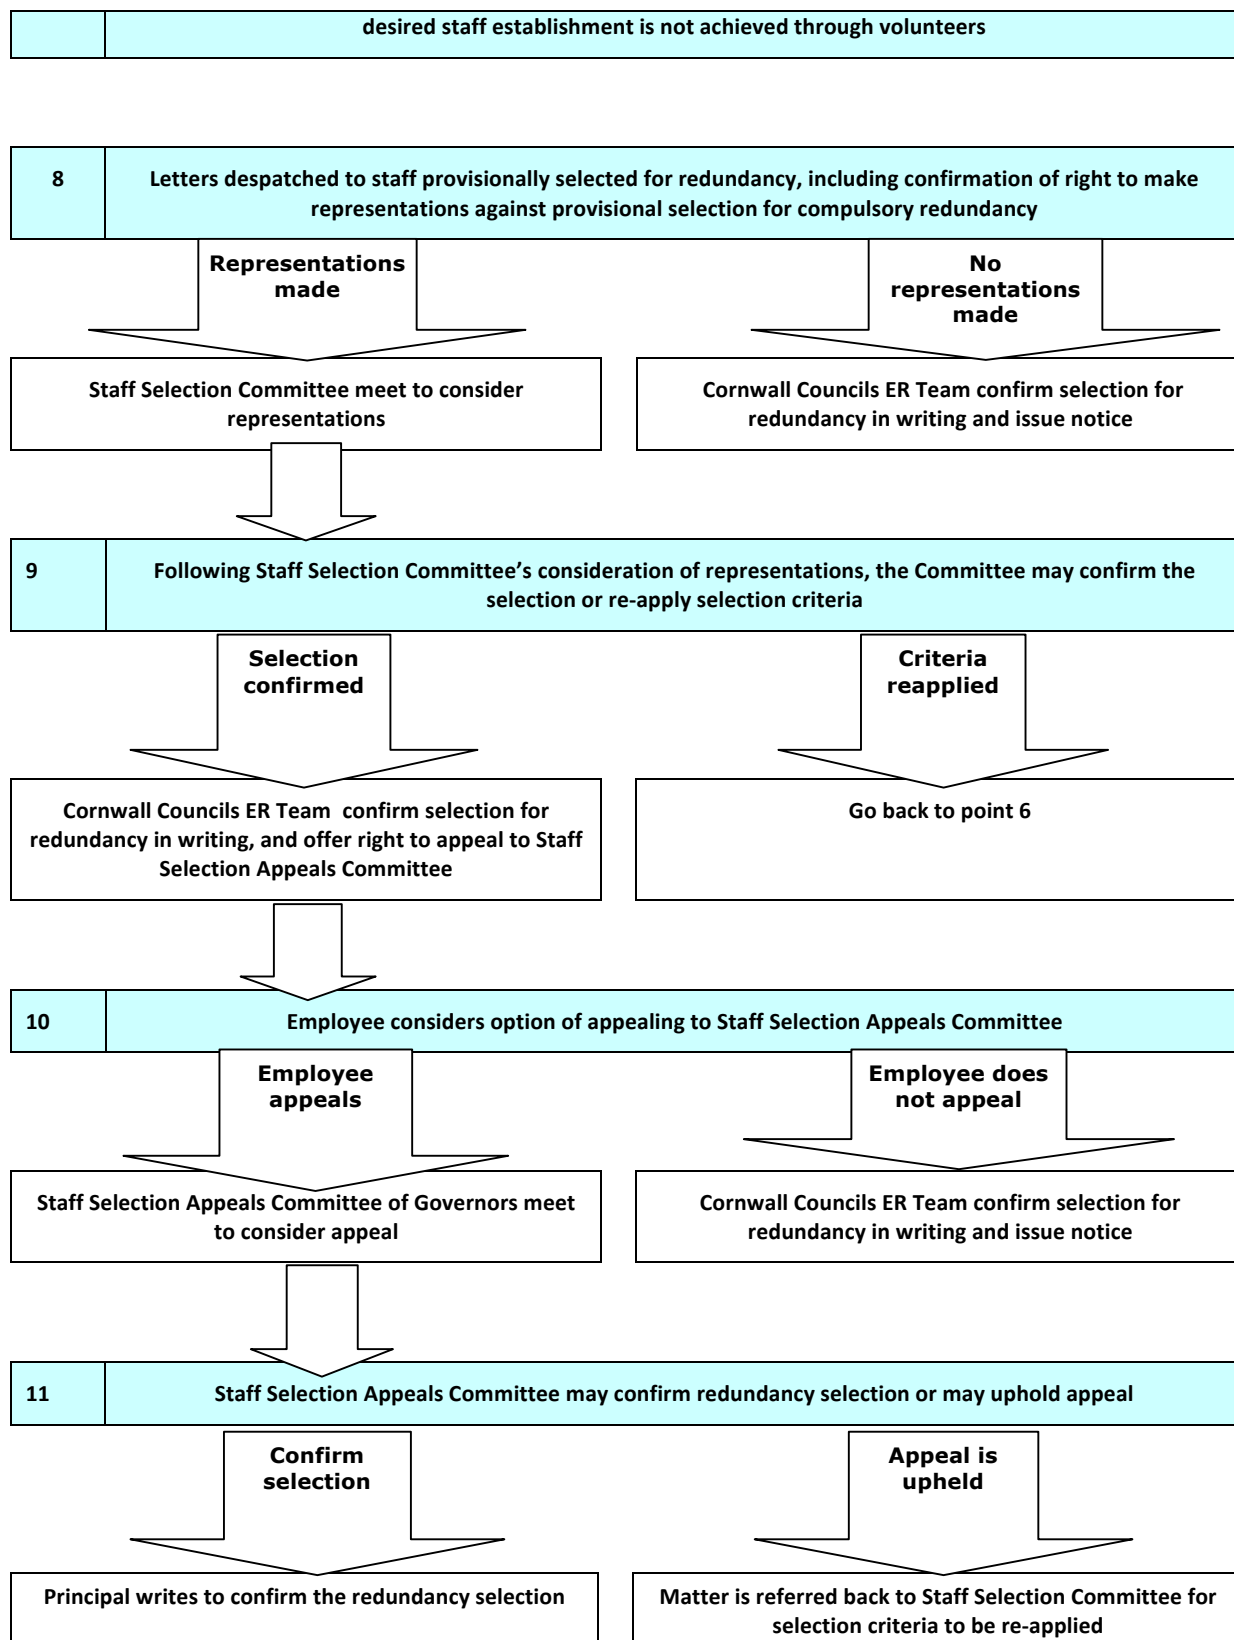 desired staff establishment is not achieved through volunteers
8
Letters despatched to staff provisionally selected for redundancy, including confirmation of right to make
representations against provisional selection for compulsory redundancy
Representations
made
No
representations
made
Staff Selection Committee meet to consider
representations
Cornwall Councils ER Team confirm selection for
redundancy in writing and issue notice
9
Following Staff Selection Committee’s consideration of representations, the Committee may confirm the
selection or re-apply selection criteria
Selection
confirmed
Criteria
reapplied
Cornwall Councils ER Team confirm selection for
redundancy in writing, and offer right to appeal to Staff
Selection Appeals Committee
Go back to point 6
10
Employee considers option of appealing to Staff Selection Appeals Committee
Employee
appeals
Employee does
not appeal
Staff Selection Appeals Committee of Governors meet
to consider appeal
Cornwall Councils ER Team confirm selection for
redundancy in writing and issue notice
11
Staff Selection Appeals Committee may confirm redundancy selection or may uphold appeal
Confirm
selection
Appeal is
upheld
Principal writes to confirm the redundancy selection
Matter is referred back to Staff Selection Committee for
selection criteria to be re-applied